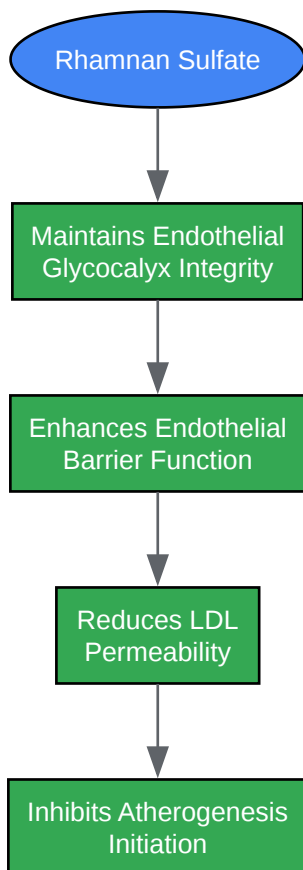 Rhamnan Sulfate
Maintains Endothelial
Glycocalyx Integrity
Enhances Endothelial
Barrier Function
Reduces LDL
Permeability
Inhibits Atherogenesis
Initiation